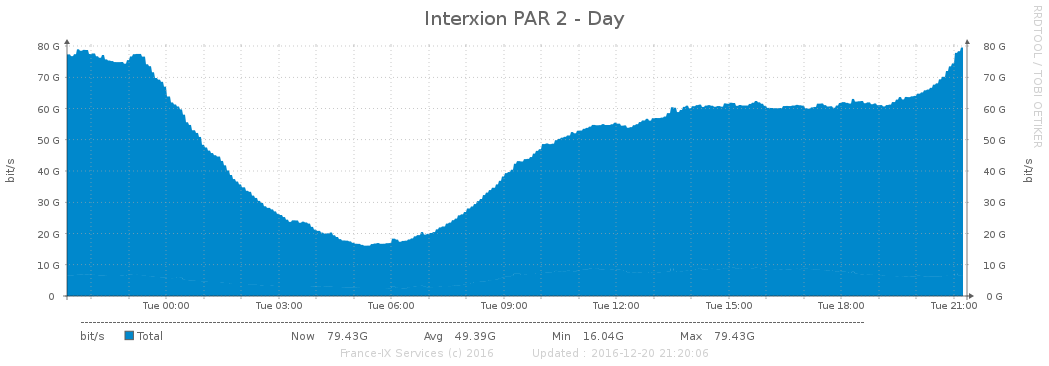 Interxion PAR 2 - Day
RRDTOOL / TOBI OETIKER
80 G 80 G
70 G 70 G
60 G 60 G
50 G 50 G
40 G 40 G
30 G 30 G
20 G 20 G
10 G 10 G
0 0 G
bit/s bit/s
Tue 00:00 Tue 03:00 Tue 06:00 Tue 09:00 Tue 12:00 Tue 15:00 Tue 18:00 Tue 21:00
bit/s Total Now 79.43G Avg 49.39G Min 16.04G Max 79.43G
France-IX Services (c) 2016 Updated : 2016-12-20 21:20:06